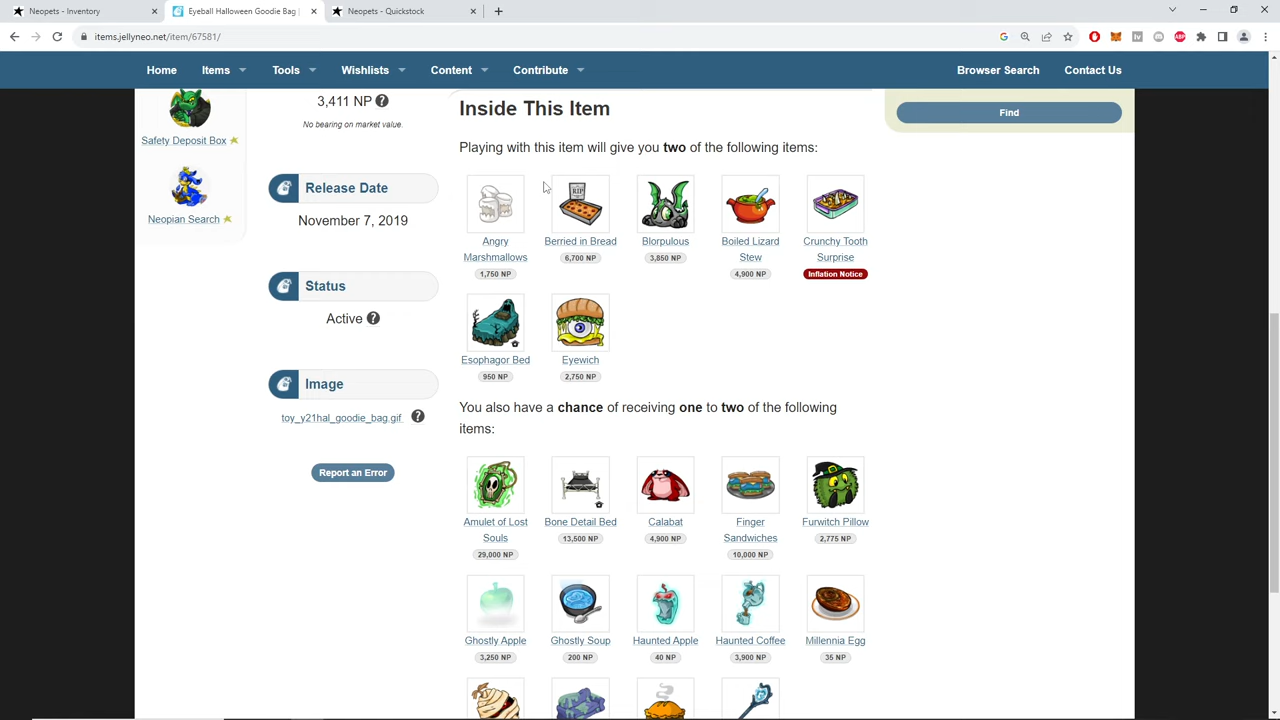 Neopets - Inventory
Eyeball Halloween Goodie Bag |
Neopets - Quickstock
items.jellyneo.net/item/67581/
Home
Items
Tools
Wishlists
Content
Contribute
Browser Search
Contact Us
Safety Deposit Box
Neopian Search
3,411 NP
No bearing on market value.
Release Date
November 7, 2019
Status
Active
Image
toy_y21hal_goodie_bag.gif
Report an Error
Inside This Item
Playing with this item will give you two of the following items:
Angry
Marshmallows
1,750 NP
Berried in Bread
6,700 NP
Blorpulous
3,850 NP
Boiled Lizard
Stew
4,900 NP
Crunchy Tooth
Surprise
Inflation Notice
Esophagor Bed
950 NP
Eyewich
2,750 NP
You also have a chance of receiving one to two of the following
items:
Amulet of Lost
Souls
29,000 NP
Bone Detail Bed
13,500 NP
Calabat
4,900 NP
Finger
Sandwiches
10,000 NP
Furwitch Pillow
2,775 NP
Ghostly Apple
3,250 NP
Ghostly Soup
200 NP
Haunted Apple
40 NP
Haunted Coffee
3,900 NP
Millennia Egg
35 NP
Find
RIP
ABP